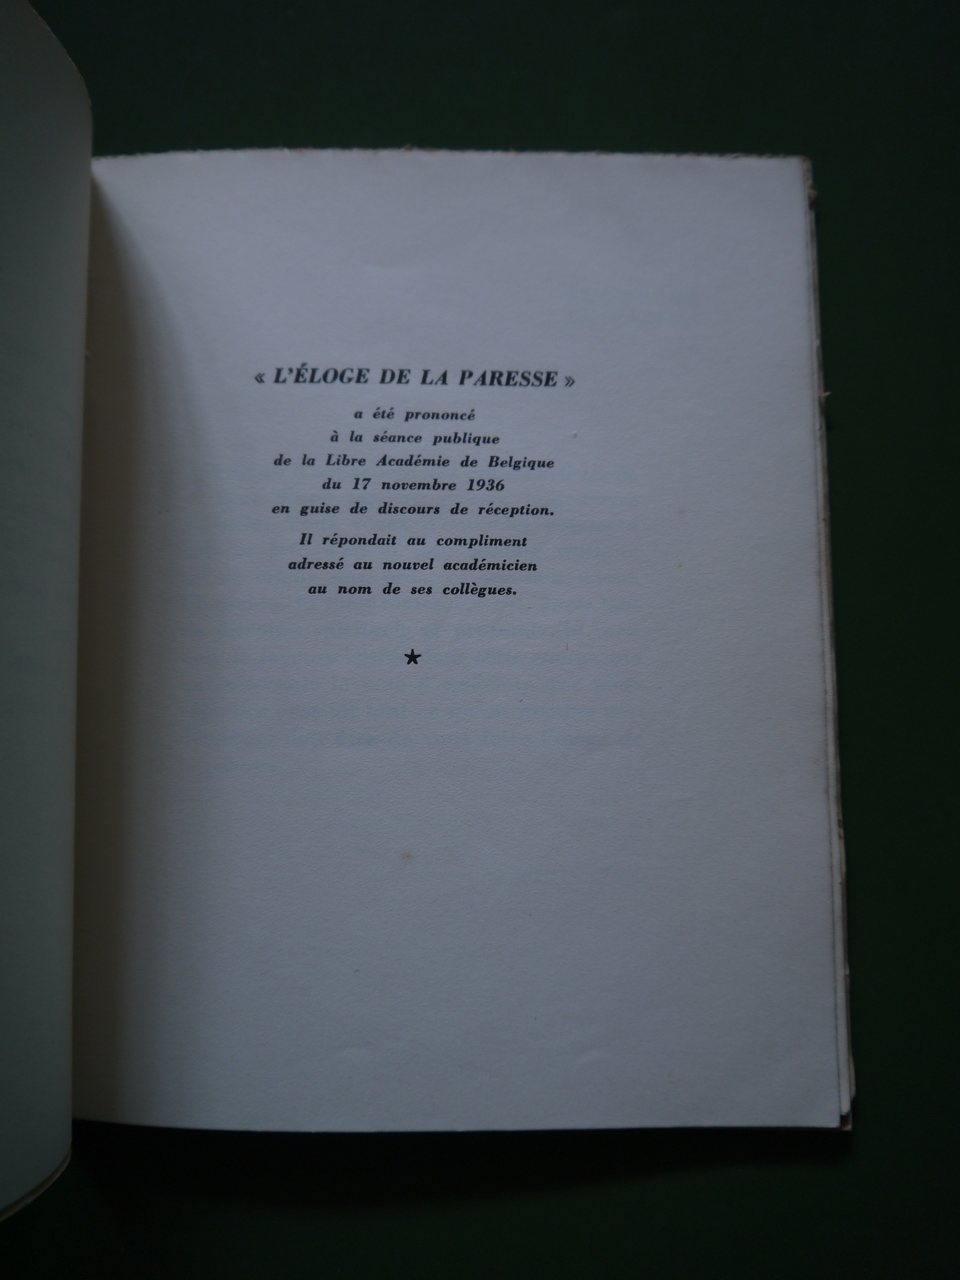 « L'ÉLOGE DE LA PARESSE »
a été prononcé
à la séance publique
de la Libre Académie de Belgique
du 17 novembre 1936
en guise de discours de réception.
Il répondait au compliment
adressé au nouvel académicien
au nom de ses collègues.